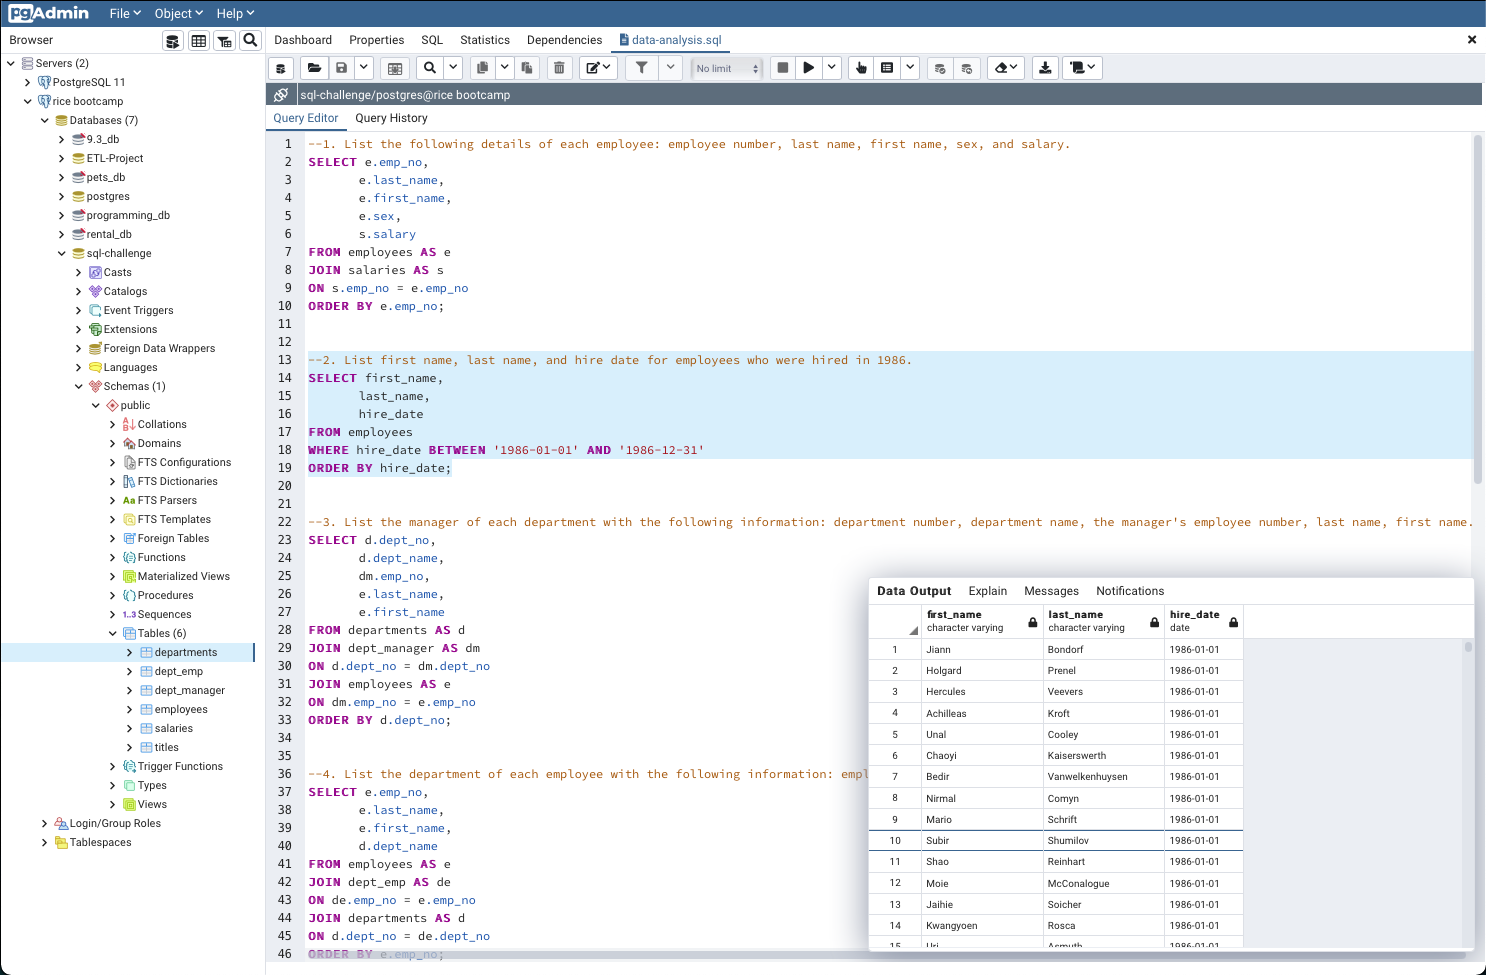 pgAdmin File Object Help
Browser
Dashboard Properties SQL Statistics Dependencies data-analysis.sql
No limit
sql-challenge/postgres@rice bootcamp
Query Editor Query History
Servers (2)
PostgreSQL 11
rice bootcamp
Databases (7)
9.3_db
ETL-Project
pets_db
postgres
programming_db
rental_db
sql-challenge
Casts
Catalogs
Event Triggers
Extensions
Foreign Data Wrappers
Languages
Schemas (1)
public
Collations
Domains
FTS Configurations
FTS Dictionaries
FTS Parsers
FTS Templates
Foreign Tables
Functions
Materialized Views
Procedures
1..3 Sequences
Tables (6)
departments
dept_emp
dept_manager
employees
salaries
titles
Trigger Functions
Types
Views
Login/Group Roles
Tablespaces
1 --1. List the following details of each employee: employee number, last name, first name, sex, and salary.
2 SELECT e.emp_no,
3 e.last_name,
4 e.first_name,
5 e.sex,
6 s.salary
7 FROM employees AS e
8 JOIN salaries AS s
9 ON s.emp_no = e.emp_no
10 ORDER BY e.emp_no;
11
12
13 --2. List first name, last name, and hire date for employees who were hired in 1986.
14 SELECT first_name,
15 last_name,
16 hire_date
17 FROM employees
18 WHERE hire_date BETWEEN '1986-01-01' AND '1986-12-31'
19 ORDER BY hire_date;
20
21
22 --3. List the manager of each department with the following information: department number, department name, the manager's employee number, last name, first name.
23 SELECT d.dept_no,
24 d.dept_name,
25 dm.emp_no,
26 e.last_name,
27 e.first_name
28 FROM departments AS d
29 JOIN dept_manager AS dm
30 ON d.dept_no = dm.dept_no
31 JOIN employees AS e
32 ON dm.emp_no = e.emp_no
33 ORDER BY d.dept_no;
34
35
36 --4. List the department of each employee with the following information: empl
37 SELECT e.emp_no,
38 e.last_name,
39 e.first_name,
40 d.dept_name
41 FROM employees AS e
42 JOIN dept_emp AS de
43 ON de.emp_no = e.emp_no
44 JOIN departments AS d
45 ON d.dept_no = de.dept_no
46 ORDER BY e.emp_no;
Data Output Explain Messages Notifications
first_name last_name hire_date
character varying character varying date
1 Jiann Bondorf 1986-01-01
2 Holgard Prenel 1986-01-01
3 Hercules Veevers 1986-01-01
4 Achilleas Kroft 1986-01-01
5 Unal Cooley 1986-01-01
6 Chaoyi Kaiserswerth 1986-01-01
7 Bedir Vanwelkenhuysen 1986-01-01
8 Nirmal Comyn 1986-01-01
9 Mario Schrift 1986-01-01
10 Subir Shumilov 1986-01-01
11 Shao Reinhart 1986-01-01
12 Moie McConalogue 1986-01-01
13 Jaihie Soicher 1986-01-01
14 Kwangyoen Rosca 1986-01-01
15 Uri Asmuth 1986-01-01